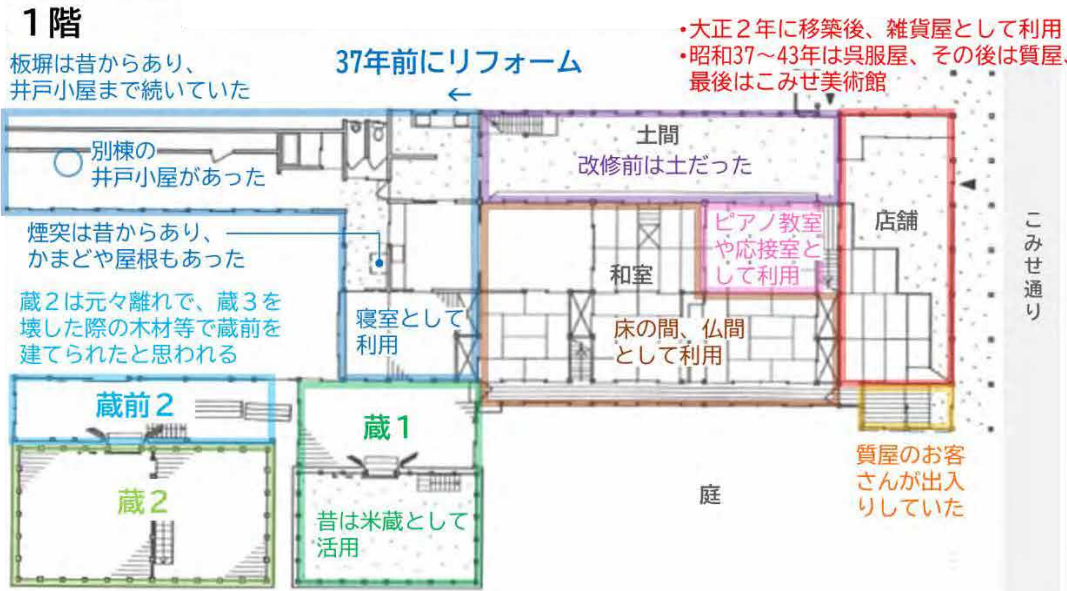 1階
板塀は昔からあり、
井戸小屋まで続いていた
37年前にリフォーム
←
•大正2年に移築後、雑貨屋として利用
•昭和37～43年は呉服屋、その後は質屋、
最後はこみせ美術館
別棟の
井戸小屋があった
土間
改修前は土だった
煙突は昔からあり、
かまどや屋根もあった
ピアノ教室
や応接室と
して利用
店舗
こみせ通り
和室
蔵2は元々離れで、蔵3を
壊した際の木材等で蔵前を
建てられたと思われる
寝室として
利用
床の間、仏間
として利用
蔵前2
蔵1
蔵2
昔は米蔵として
活用
庭
質屋のお客
さんが出入
りしていた